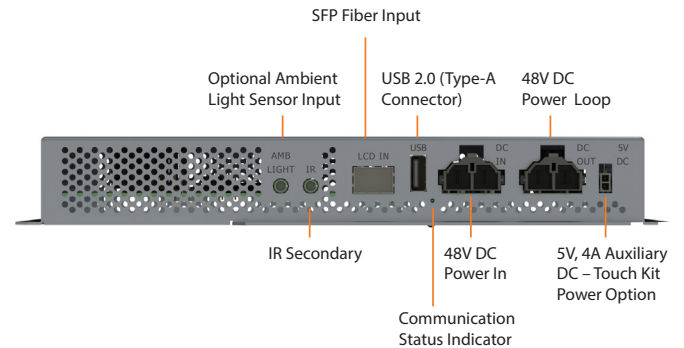 SFP Fiber Input
Optional Ambient
Light Sensor Input
USB 2.0 (Type-A
Connector)
48V DC
Power Loop
AMB
LIGHT
IR
LCD IN
USB
DC
IN
DC
OUT
5V
DC
IR Secondary
48V DC
Power In
5V, 4A Auxiliary
DC – Touch Kit
Power Option
Communication
Status Indicator